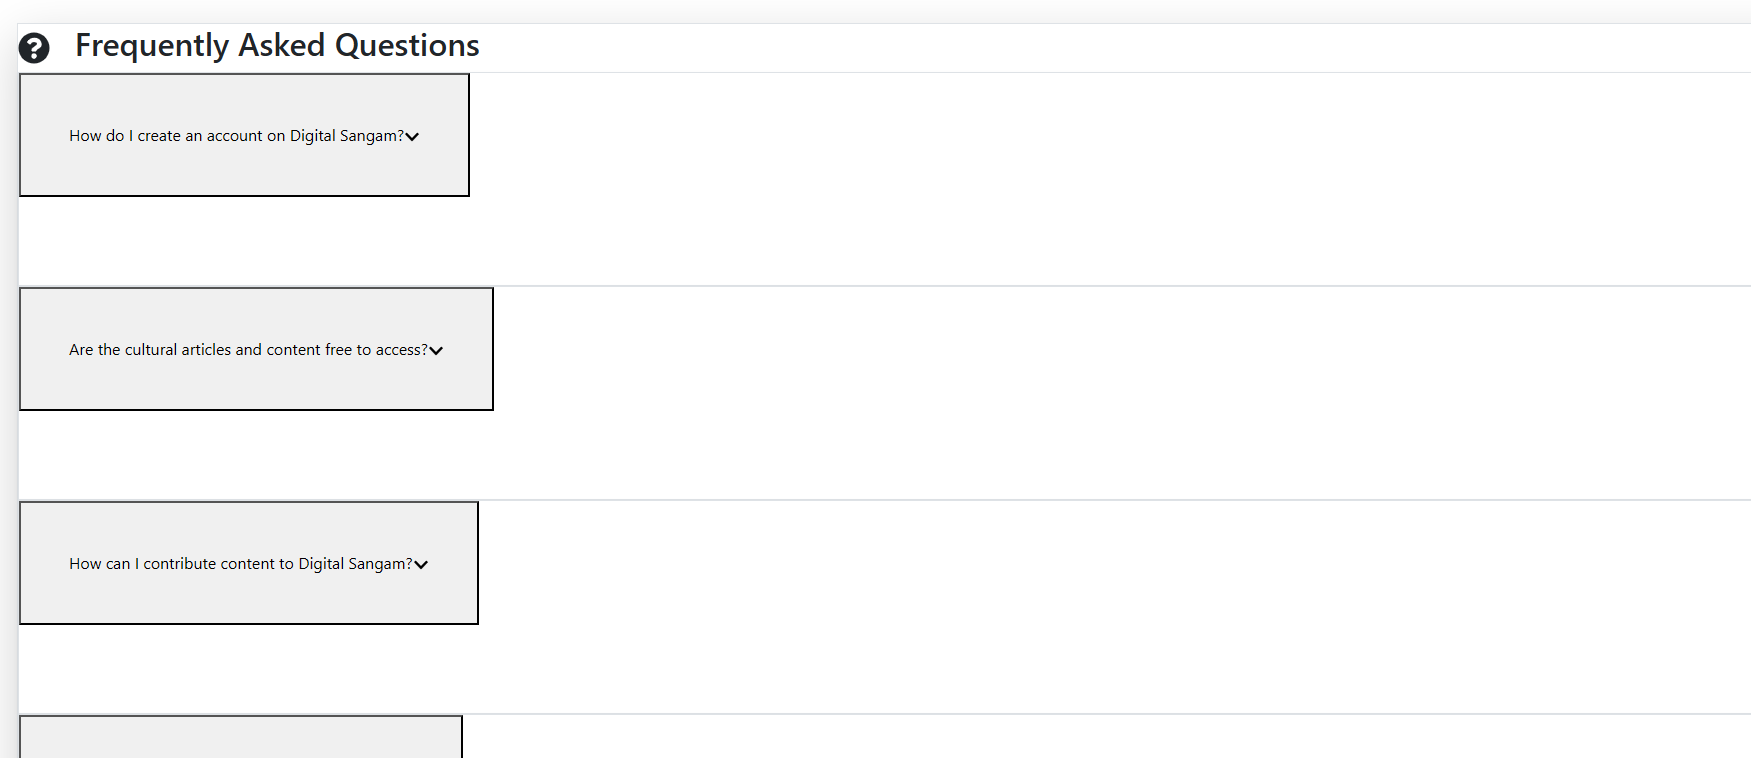 Frequently Asked Questions
How do I create an account on Digital Sangam?
Are the cultural articles and content free to access?
How can I contribute content to Digital Sangam?